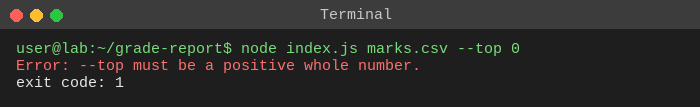 Terminal
user@lab:~/grade-report$ node index.js marks.csv --top 0
Error: --top must be a positive whole number.
exit code: 1